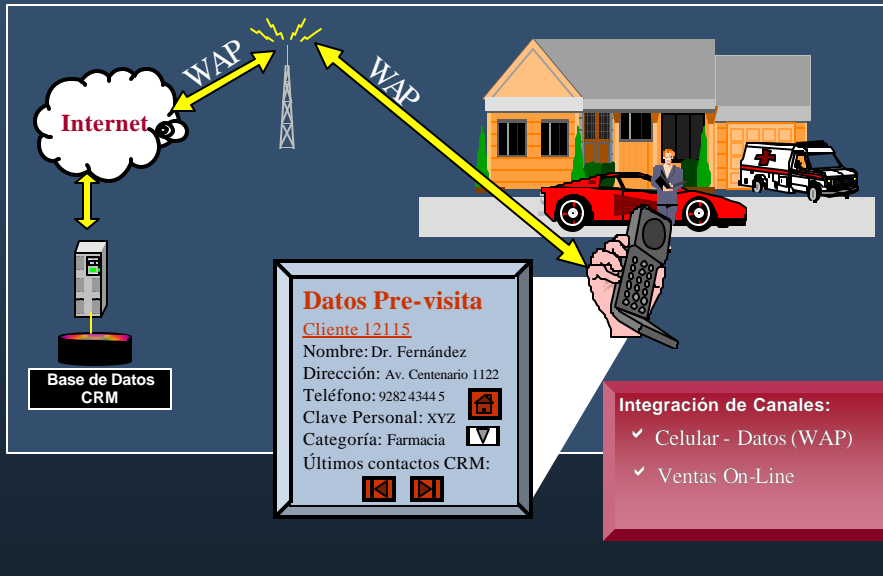 WAP
WAP
Internet
Base de Datos
CRM
Datos Pre-visita
Cliente 12115
Nombre: Dr. Fernández
Dirección: Av. Centenario 1122
Teléfono: 92824344 5
Clave Personal: XYZ
Categoría: Farmacia
Últimos contactos CRM:
Integración de Canales:
Celular - Datos (WAP)
Ventas On-Line